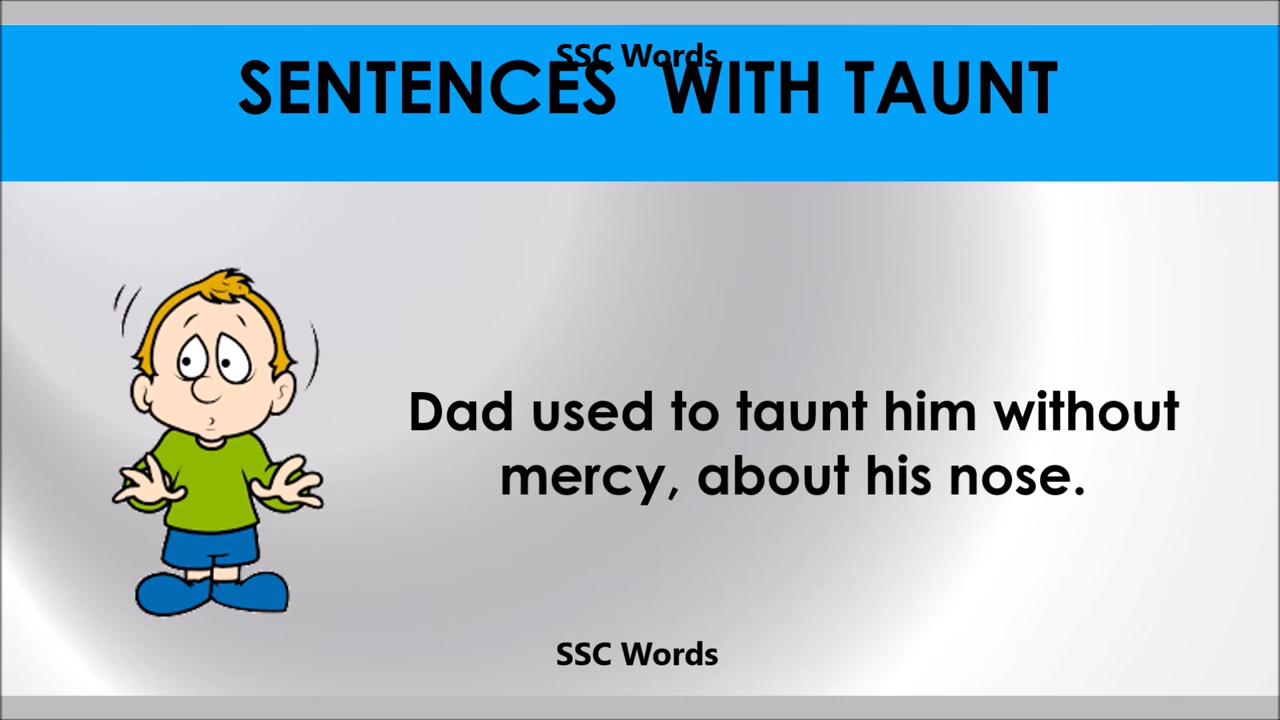 SSC Words
SENTENCES WITH TAUNT
Dad used to taunt him without
mercy, about his nose.
SSC Words